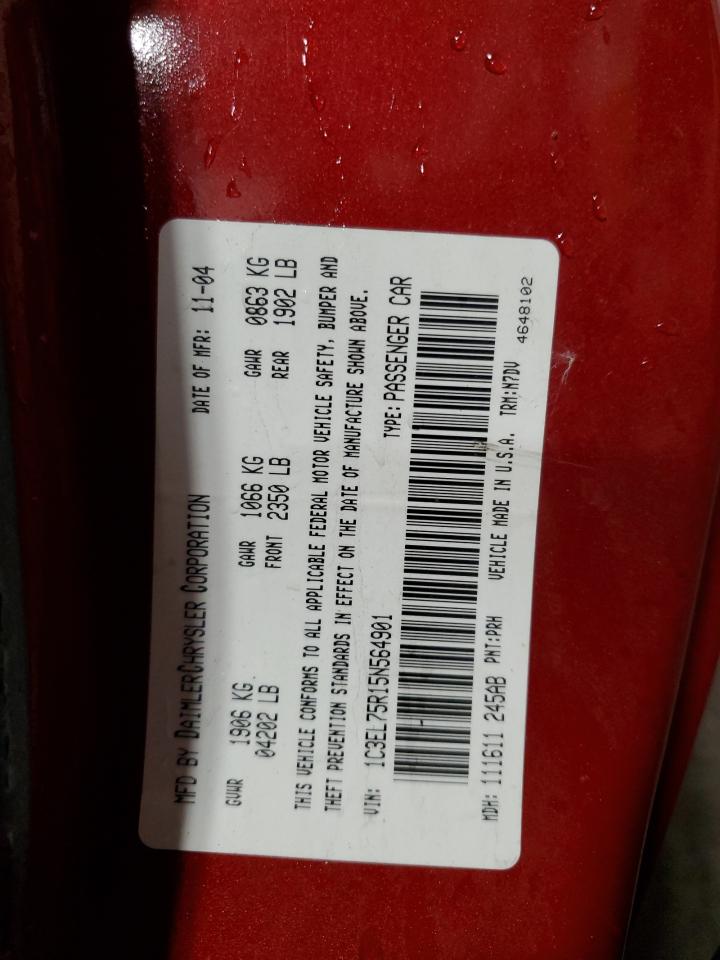 MFD BY DAIMLERCHRYSLER CORPORATION DATE OF MFR: 11-04
GVWR 1906 KG GAWR 1066 KG GAWR 0863 KG
04202 LB FRONT 2350 LB REAR 1902 LB
THIS VEHICLE CONFORMS TO ALL APPLICABLE FEDERAL MOTOR VEHICLE SAFETY, BUMPER AND
THEFT PREVENTION STANDARDS IN EFFECT ON THE DATE OF MANUFACTURE SHOWN ABOVE.
VIN: 1C3EL75R15N564901 TYPE: PASSENGER CAR
MDH: 111611 245AB PNT:PRH VEHICLE MADE IN U.S.A. TRM:N7DV
4648102